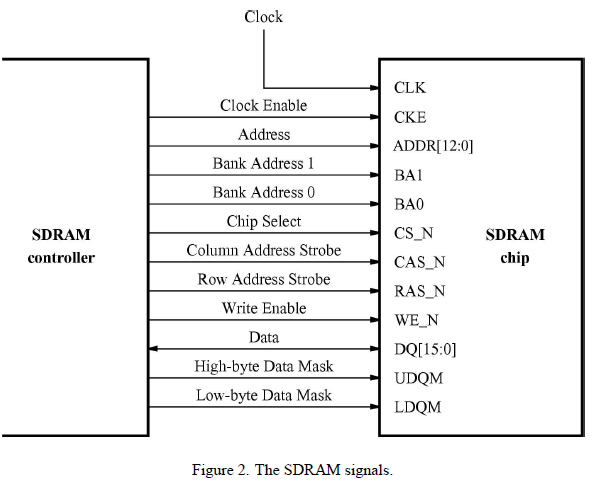 Clock
CLK
Clock Enable
CKE
Address
ADDR[12:0]
Bank Address 1
BA1
Bank Address 0
BA0
Chip Select
CS_N
SDRAM
controller
SDRAM
chip
Column Address Strobe
CAS_N
Row Address Strobe
RAS_N
Write Enable
WE_N
Data
DQ[15:0]
High-byte Data Mask
UDQM
Low-byte Data Mask
LDQM
Figure 2. The SDRAM signals.